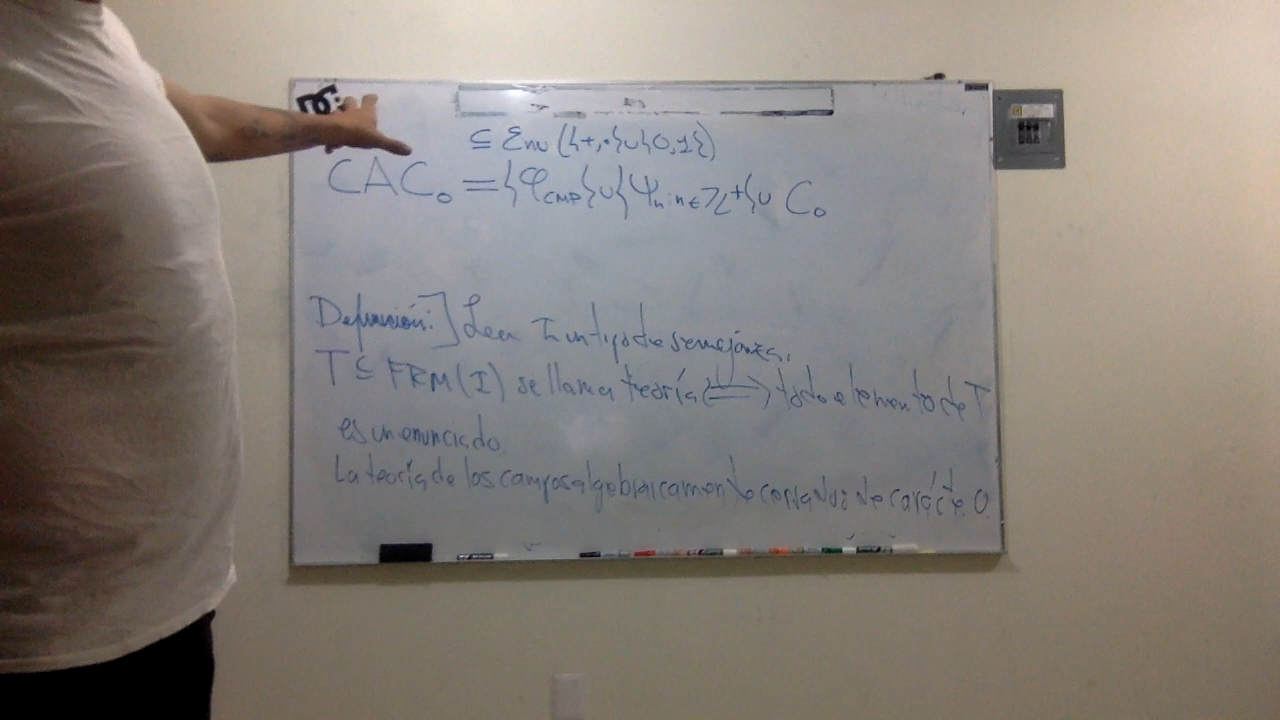 ⊆ Enu({+,·}∪{0,1})
CAC₀ = {φ_CMP}∪{ψₙ : n ∈ ℤ⁺}∪ C₀
Definición:] Sea I un tipo de semejanza.
T ⊆ FRM(I) se llama teoría ⟺ todo elemento de T
es un enunciado.
La teoría de los campos algebraicamente cerrados de carácte 0